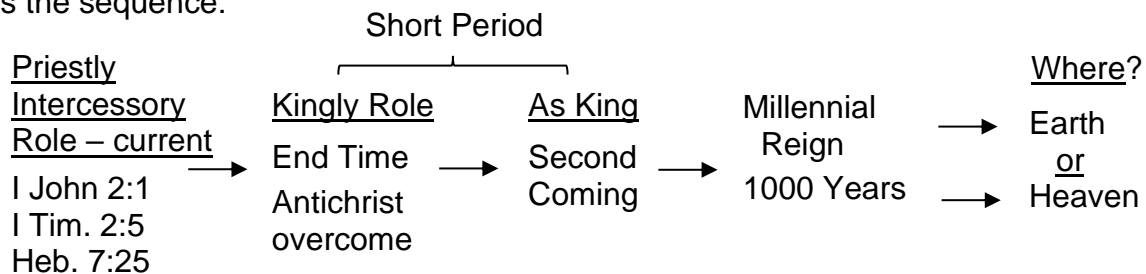 s the sequence.
Short Period
Priestly
Intercessory
Role – current
I John 2:1
I Tim. 2:5
Heb. 7:25
Kingly Role
End Time
Antichrist
overcome
As King
Second
Coming
Millennial
Reign
1000 Years
Where?
Earth
or
Heaven